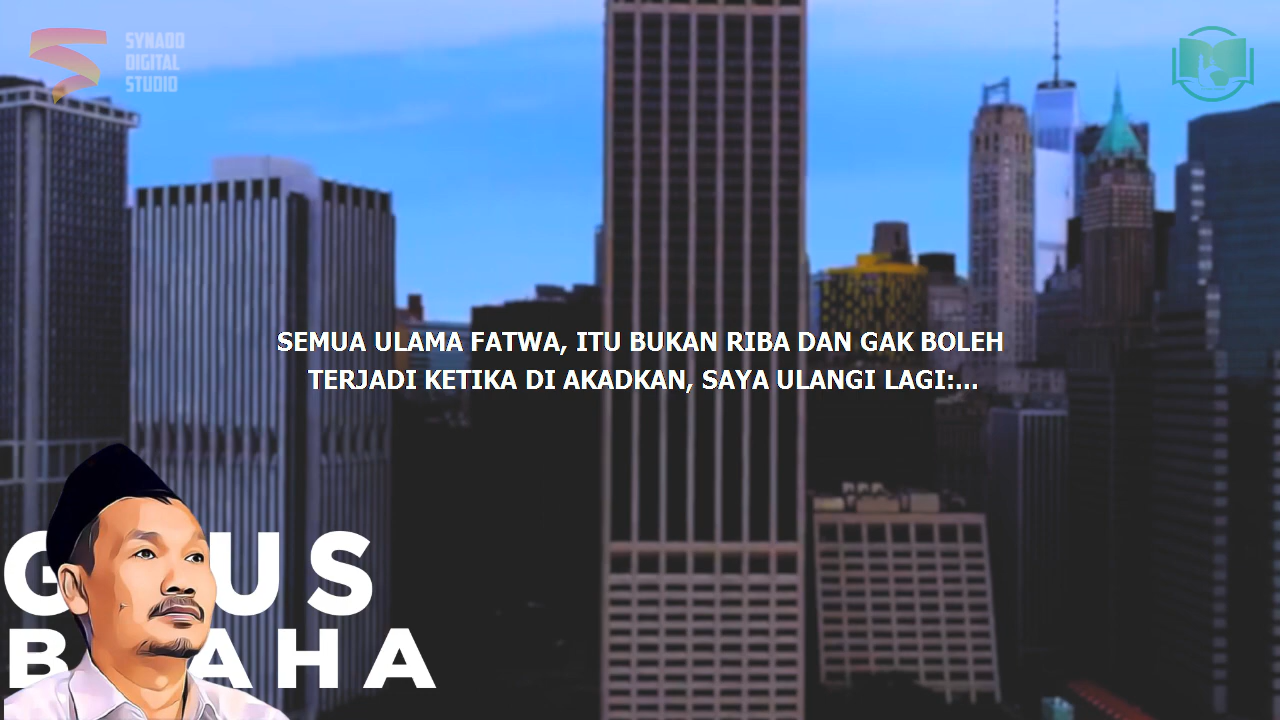 SYNADO
DIGITAL
STUDIO
SEMUA ULAMA FATWA, ITU BUKAN RIBA DAN GAK BOLEH
TERJADI KETIKA DI AKADKAN, SAYA ULANGI LAGI:...
GUS
BAHA